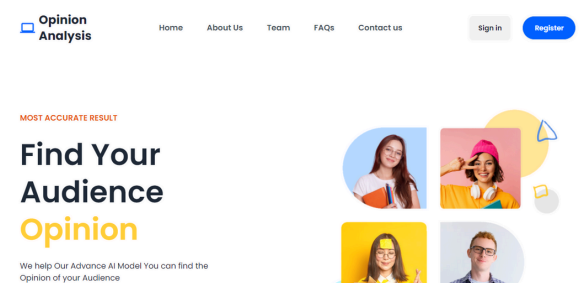 Opinion
Analysis
Home About Us Team FAQs Contact us Sign in Register
MOST ACCURATE RESULT
Find Your
Audience
Opinion
We help Our Advance AI Model You can find the
Opinion of your Audience